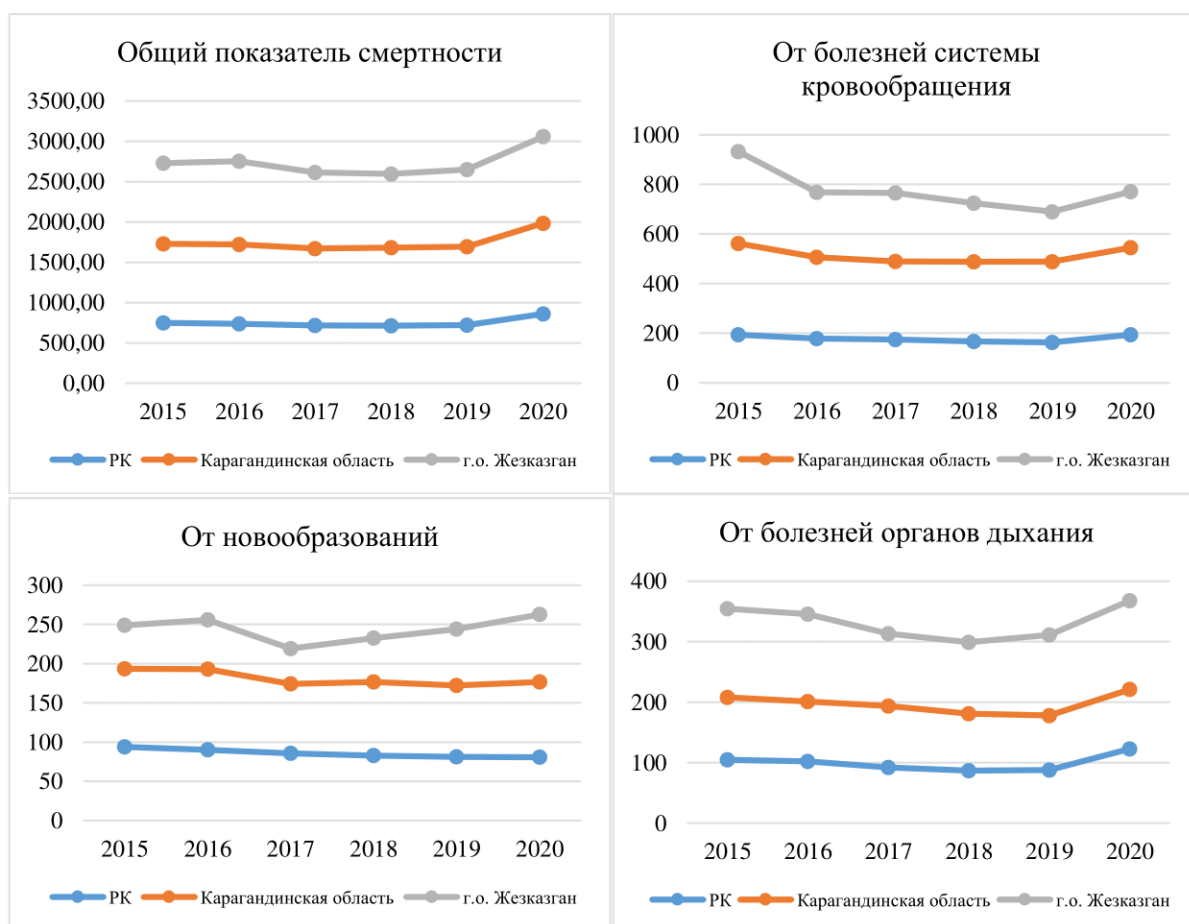 Общий показатель смертности
3500,00
3000,00
2500,00
2000,00
1500,00
1000,00
500,00
0,00
2015 2016 2017 2018 2019 2020
РК Карагандинская область г.о. Жезказган
От болезней системы
кровообращения
1000
800
600
400
200
0
2015 2016 2017 2018 2019 2020
РК Карагандинская область г.о. Жезказган
От новообразований
300
250
200
150
100
50
0
2015 2016 2017 2018 2019 2020
РК Карагандинская область г.о. Жезказган
От болезней органов дыхания
400
300
200
100
0
2015 2016 2017 2018 2019 2020
РК Карагандинская область г.о. Жезказган